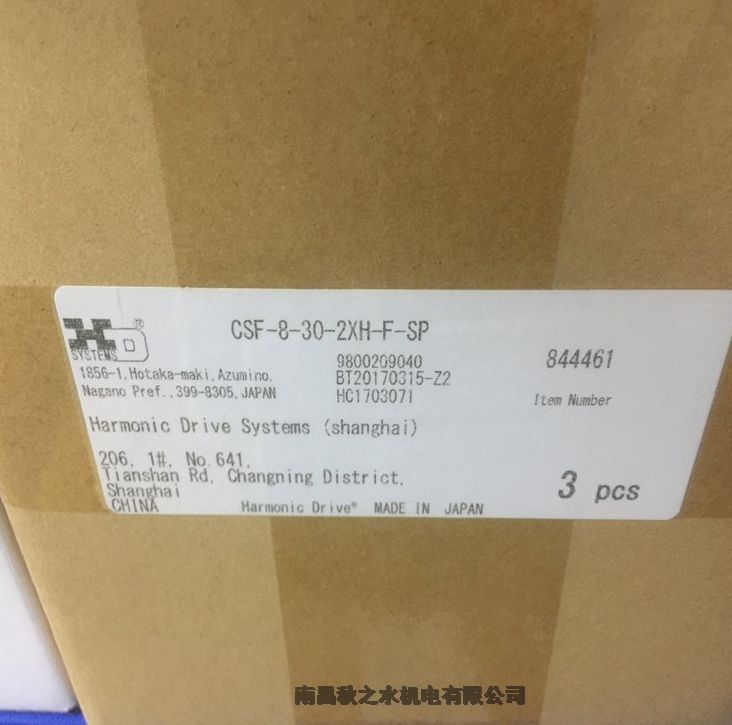 CSF-8-30-2XH-F-SP
HD®
SYSTEMS
1856-1,Hotaka-maki,Azumino.
Nagano Pref.,399-8305,JAPAN
9800209040
BT20170315-Z2
HC1703071
844461
Item Number
Harmonic Drive Systems (shanghai)
206, 1#, No.641,
Tianshan Rd, Changning District,
Shanghai
CHINA
Harmonic Drive® MADE IN JAPAN
3 pcs
南昌秋之水机电有限公司